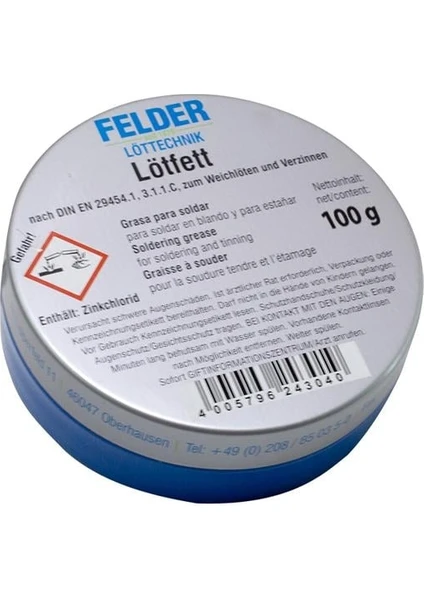 FELDER
LÖTTECHNIK
Lötfett
nach DIN EN 29454.1, 3.1.1.C, zum Weichlöten und Verzinnen
Grasa para soldar
para soldar en blando y para estañar
Soldering grease
for soldering and tinning
Graisse à souder
pour la soudure tendre et l'étamage
Nettoinhalt:
net/content:
100 g
Gefahr!
Enthält: Zinkchlorid
Verursacht schwere Augenschäden. Ist ärztlicher Rat erforderlich, Verpackung oder
Kennzeichnungsetikett bereithalten. Darf nicht in die Hände von Kindern gelangen.
Vor Gebrauch Kennzeichnungsetikett lesen. Schutzhandschuhe/Schutzkleidung/
Augenschutz/Gesichtsschutz tragen. BEI KONTAKT MIT DEN AUGEN: Einige
Minuten lang behutsam mit Wasser spülen. Vorhandene Kontaktlinsen
nach Möglichkeit entfernen. Weiter spülen.
Sofort GIFTINFORMATIONSZENTRUM/Arzt anrufen.
4 005796 243040
11 | 46047 Oberhausen | Tel: +49 (0) 208 / 85 03 5-0